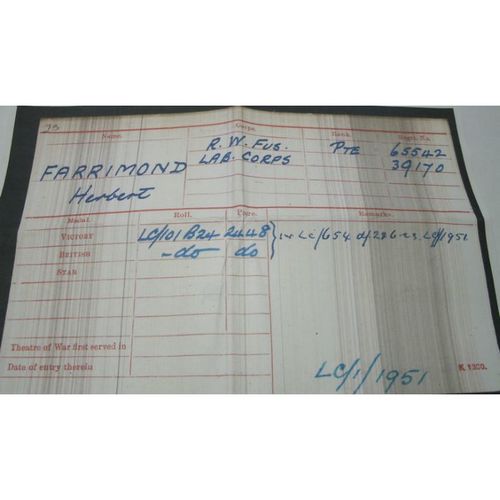 Name. Corps. Rank. Regtl. No.
R. W. FUS. PTE 65542
FARRIMOND LAB. CORPS 39170
Herbert
Medal. Roll. Page. Remarks.
VICTORY LC/101 B24 2448
BRITISH -do do
STAR
Theatre of War first served in
Date of entry therein
LC/1/1951
K. 1380.